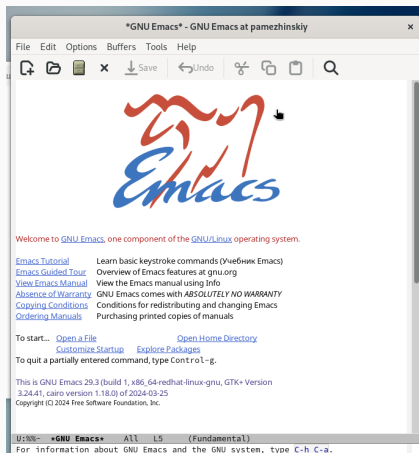 *GNU Emacs* - GNU Emacs at pamezhinskiy
File Edit Options Buffers Tools Help
Save Undo
Emacs
Welcome to GNU Emacs, one component of the GNU/Linux operating system.
Emacs Tutorial Learn basic keystroke commands (Учебник Emacs)
Emacs Guided Tour Overview of Emacs features at gnu.org
View Emacs Manual View the Emacs manual using Info
Absence of Warranty GNU Emacs comes with ABSOLUTELY NO WARRANTY
Copying Conditions Conditions for redistributing and changing Emacs
Ordering Manuals Purchasing printed copies of manuals
To start... Open a File Open Home Directory
Customize Startup Explore Packages
To quit a partially entered command, type Control-g.
This is GNU Emacs 29.3 (build 1, x86_64-redhat-linux-gnu, GTK+ Version
3.24.41, cairo version 1.18.0) of 2024-03-25
Copyright (C) 2024 Free Software Foundation, Inc.
U:%%- *GNU Emacs* All L5 (Fundamental)
For information about GNU Emacs and the GNU system, type C-h C-a.